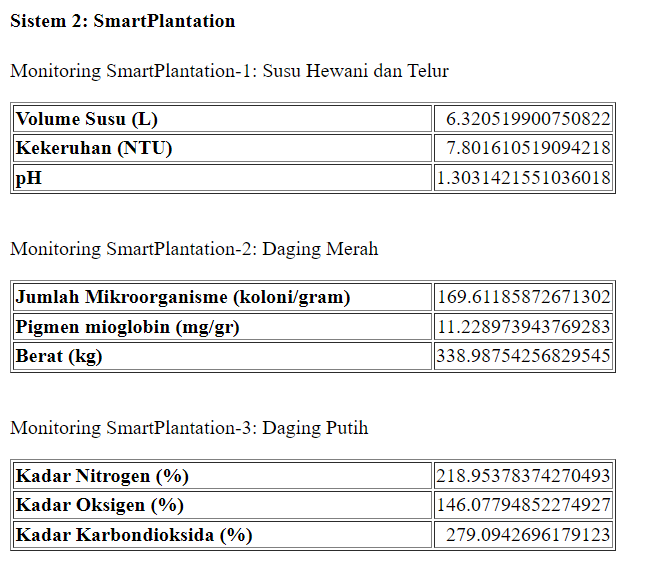 Sistem 2: SmartPlantation
Monitoring SmartPlantation-1: Susu Hewani dan Telur
Volume Susu (L) 6.320519900750822
Kekeruhan (NTU) 7.801610519094218
pH 1.3031421551036018
Monitoring SmartPlantation-2: Daging Merah
Jumlah Mikroorganisme (koloni/gram) 169.61185872671302
Pigmen mioglobin (mg/gr) 11.228973943769283
Berat (kg) 338.98754256829545
Monitoring SmartPlantation-3: Daging Putih
Kadar Nitrogen (%) 218.95378374270493
Kadar Oksigen (%) 146.07794852274927
Kadar Karbondioksida (%) 279.0942696179123